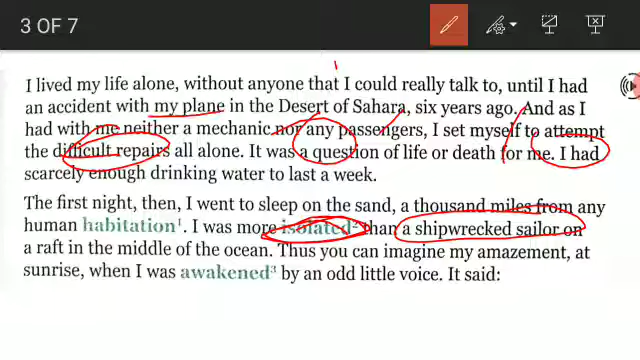 3 OF 7
I lived my life alone, without anyone that I could really talk to, until I had
an accident with my plane in the Desert of Sahara, six years ago. And as I
had with me neither a mechanic nor any passengers, I set myself to attempt
the difficult repairs all alone. It was a question of life or death for me. I had
scarcely enough drinking water to last a week.
The first night, then, I went to sleep on the sand, a thousand miles from any
human habitation¹. I was more isolated² than a shipwrecked sailor on
a raft in the middle of the ocean. Thus you can imagine my amazement, at
sunrise, when I was awakened³ by an odd little voice. It said: